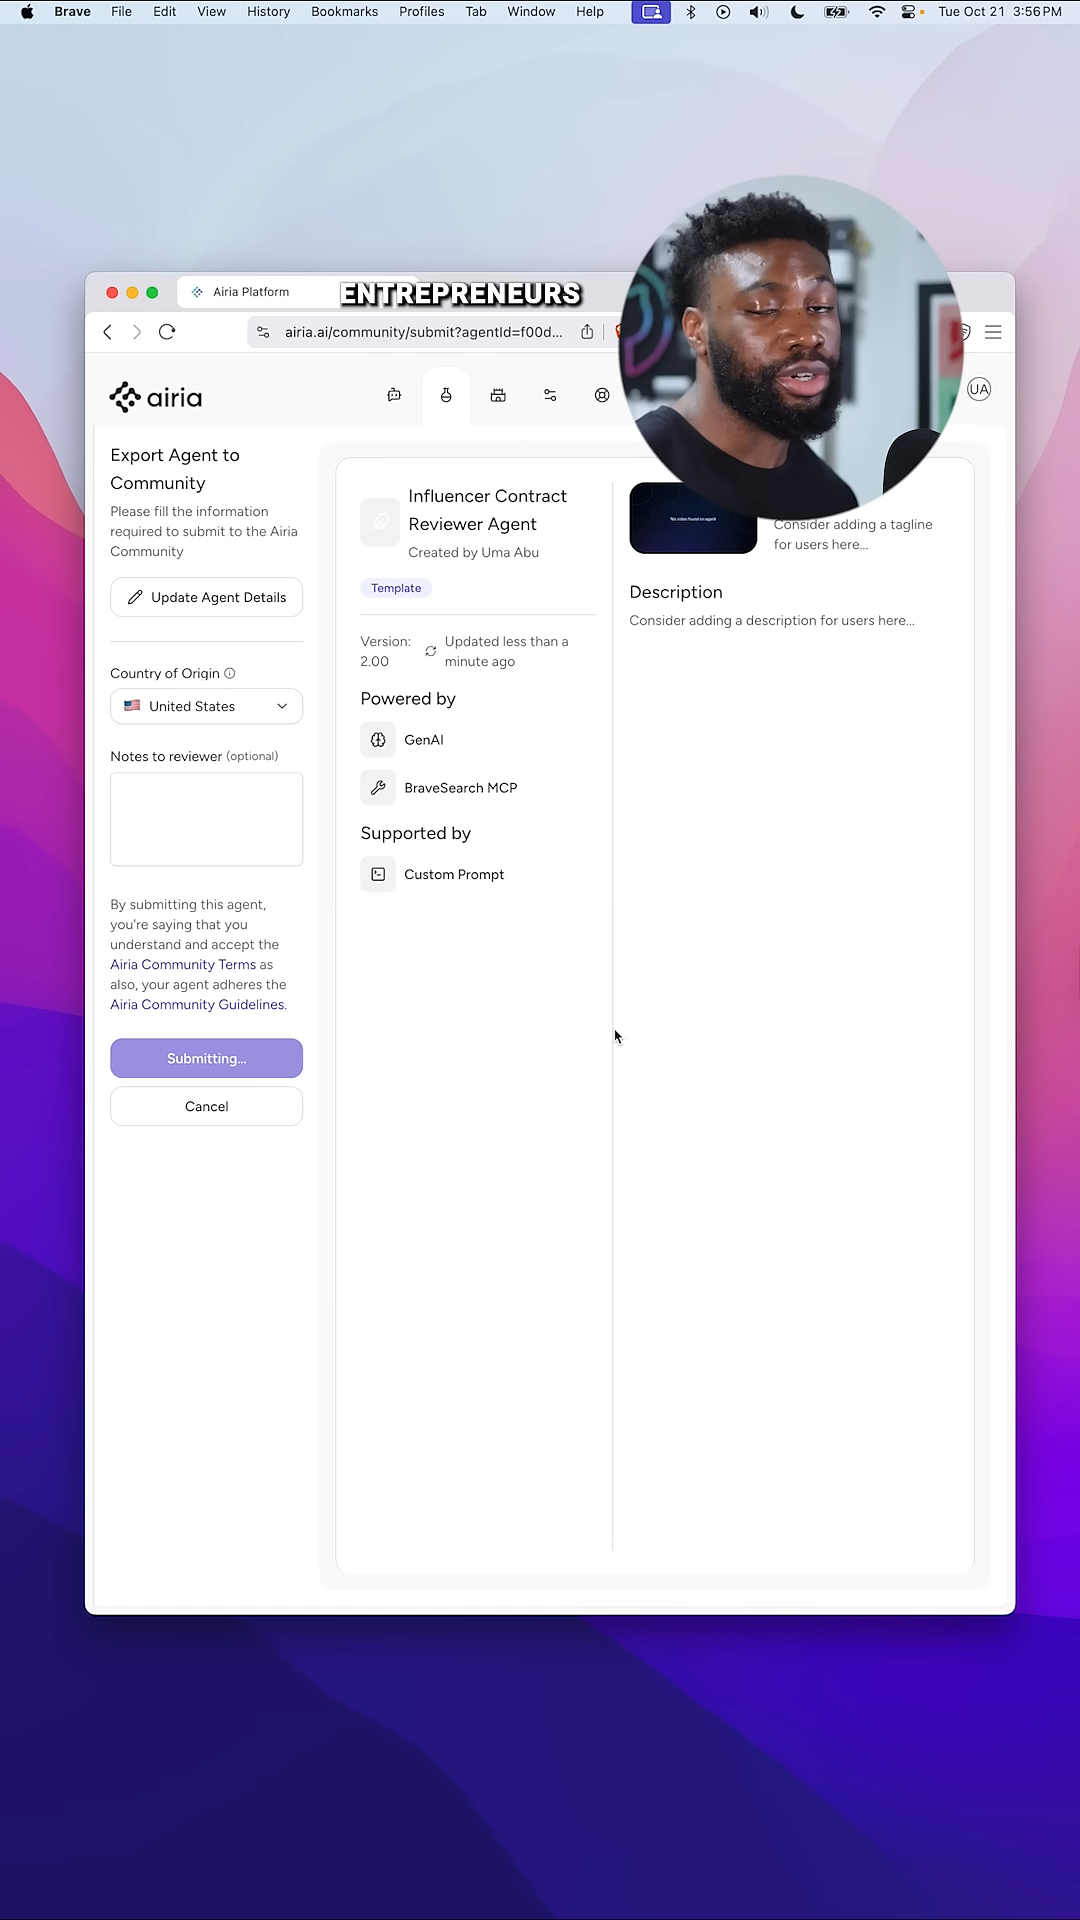 Brave File Edit View History Bookmarks Profiles Tab Window Help Tue Oct 21 3:56 PM
Airia Platform
ENTREPRENEURS
airia.ai/community/submit?agentId=f00d...
airia
UA
Export Agent to
Community
Please fill the information
required to submit to the Airia
Community
Update Agent Details
Country of Origin
United States
Notes to reviewer (optional)
By submitting this agent,
you're saying that you
understand and accept the
Airia Community Terms as
also, your agent adheres the
Airia Community Guidelines.
Submitting...
Cancel
Influencer Contract
Reviewer Agent
Created by Uma Abu
Template
Version:
2.00
Updated less than a
minute ago
Powered by
GenAI
BraveSearch MCP
Supported by
Custom Prompt
No video found on agent
Consider adding a tagline
for users here...
Description
Consider adding a description for users here...